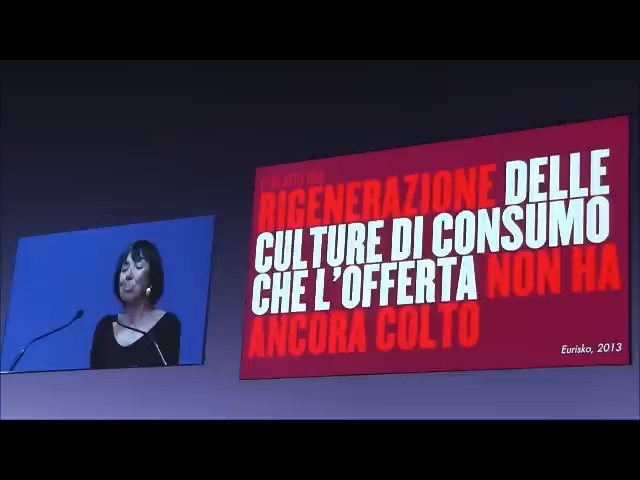 RIGENERAZIONE DELLE
CULTURE DI CONSUMO
CHE L'OFFERTA NON HA
ANCORA COLTO
Eurisko, 2013